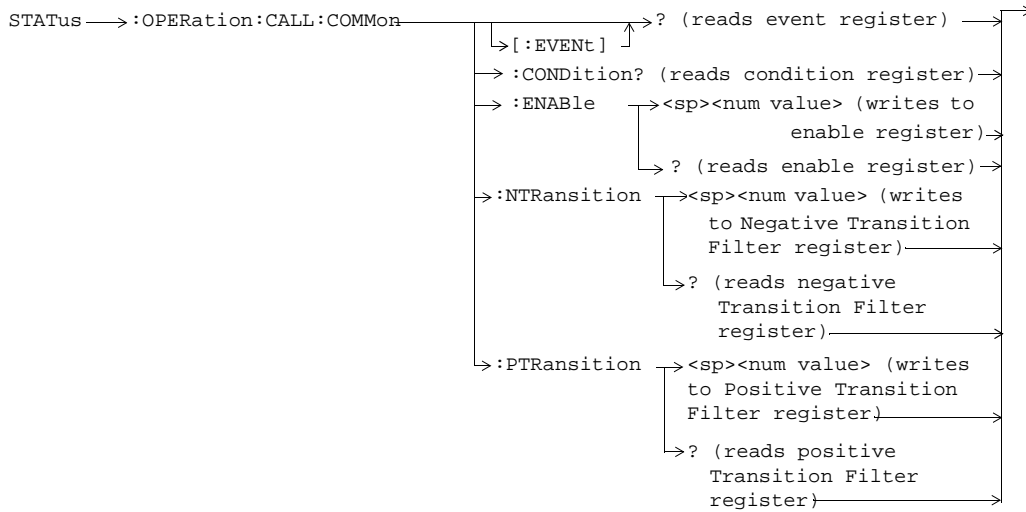 STATus :OPERation:CALL:COMMon ? (reads event register)
[:EVENt]
:CONDition? (reads condition register)
:ENABle <sp><num value> (writes to
enable register)
? (reads enable register)
:NTRansition <sp><num value> (writes
to Negative Transition
Filter register)
? (reads negative
Transition Filter
register)
:PTRansition <sp><num value> (writes
to Positive Transition
Filter register)
? (reads positive
Transition Filter
register)